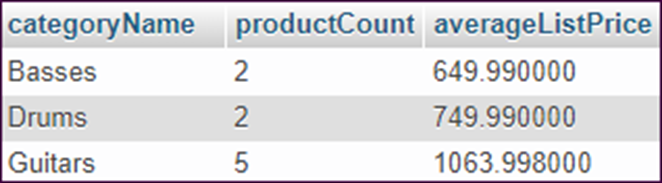 categoryName productCount averageListPrice
Basses 2 649.990000
Drums 2 749.990000
Guitars 5 1063.998000